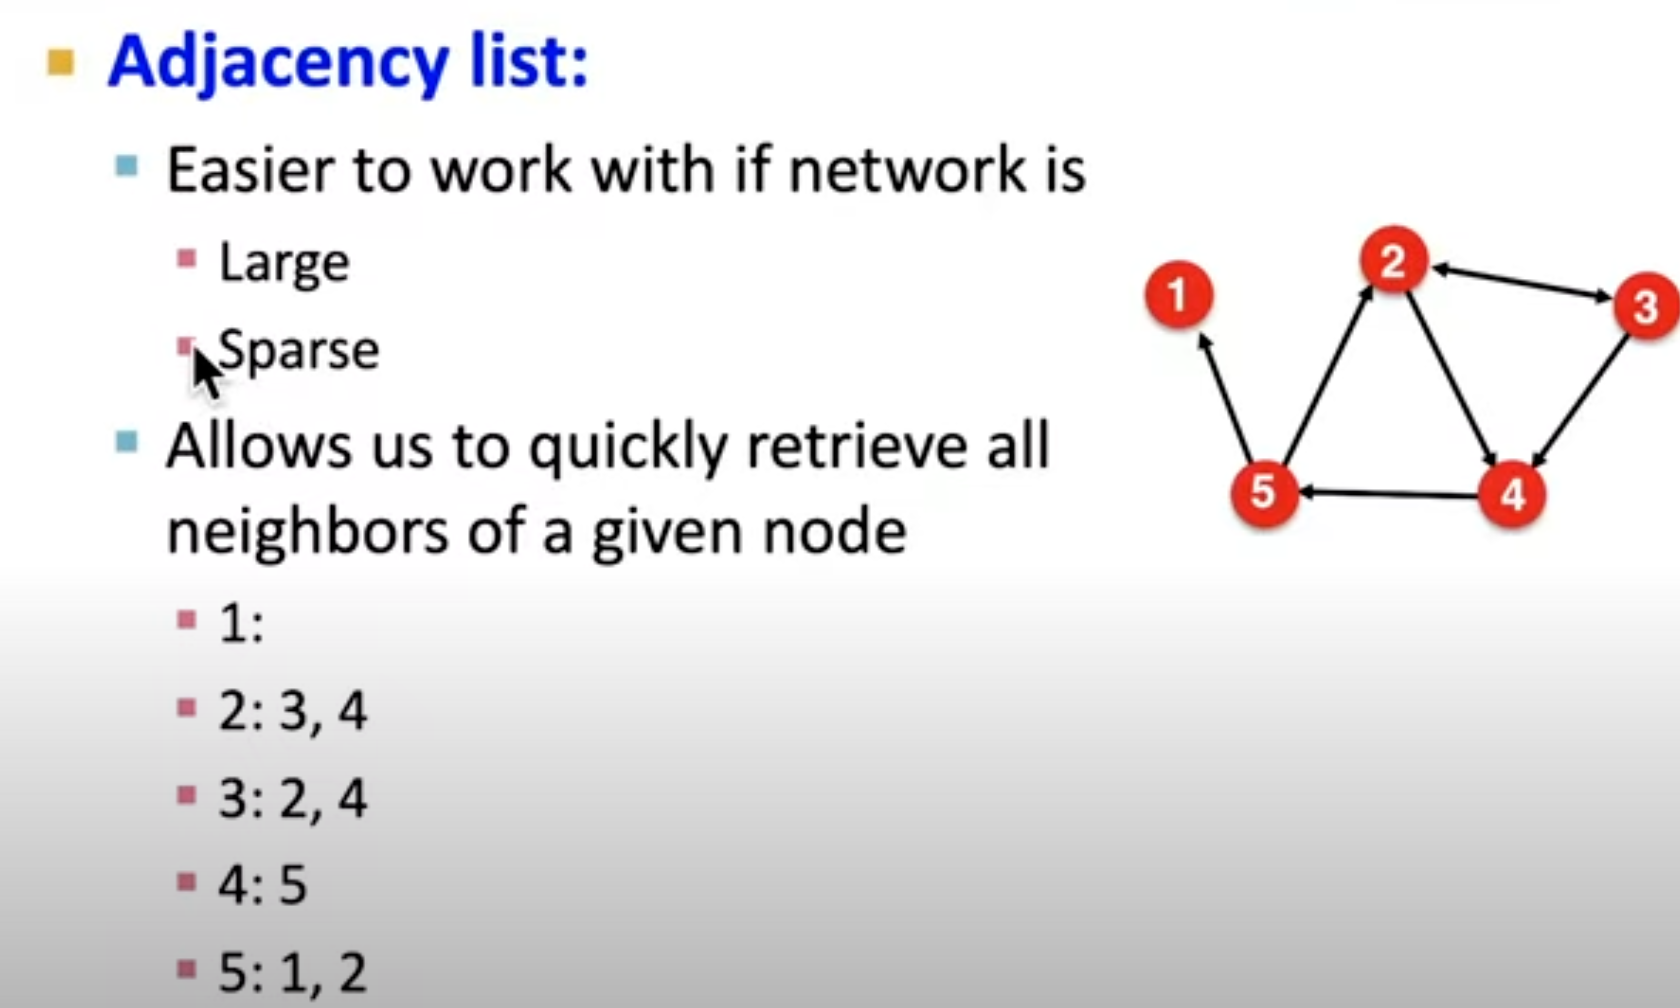 Adjacency list:
Easier to work with if network is
Large
Sparse
Allows us to quickly retrieve all
neighbors of a given node
1:
2: 3, 4
3: 2, 4
4: 5
5: 1, 2
1
2
3
5
4